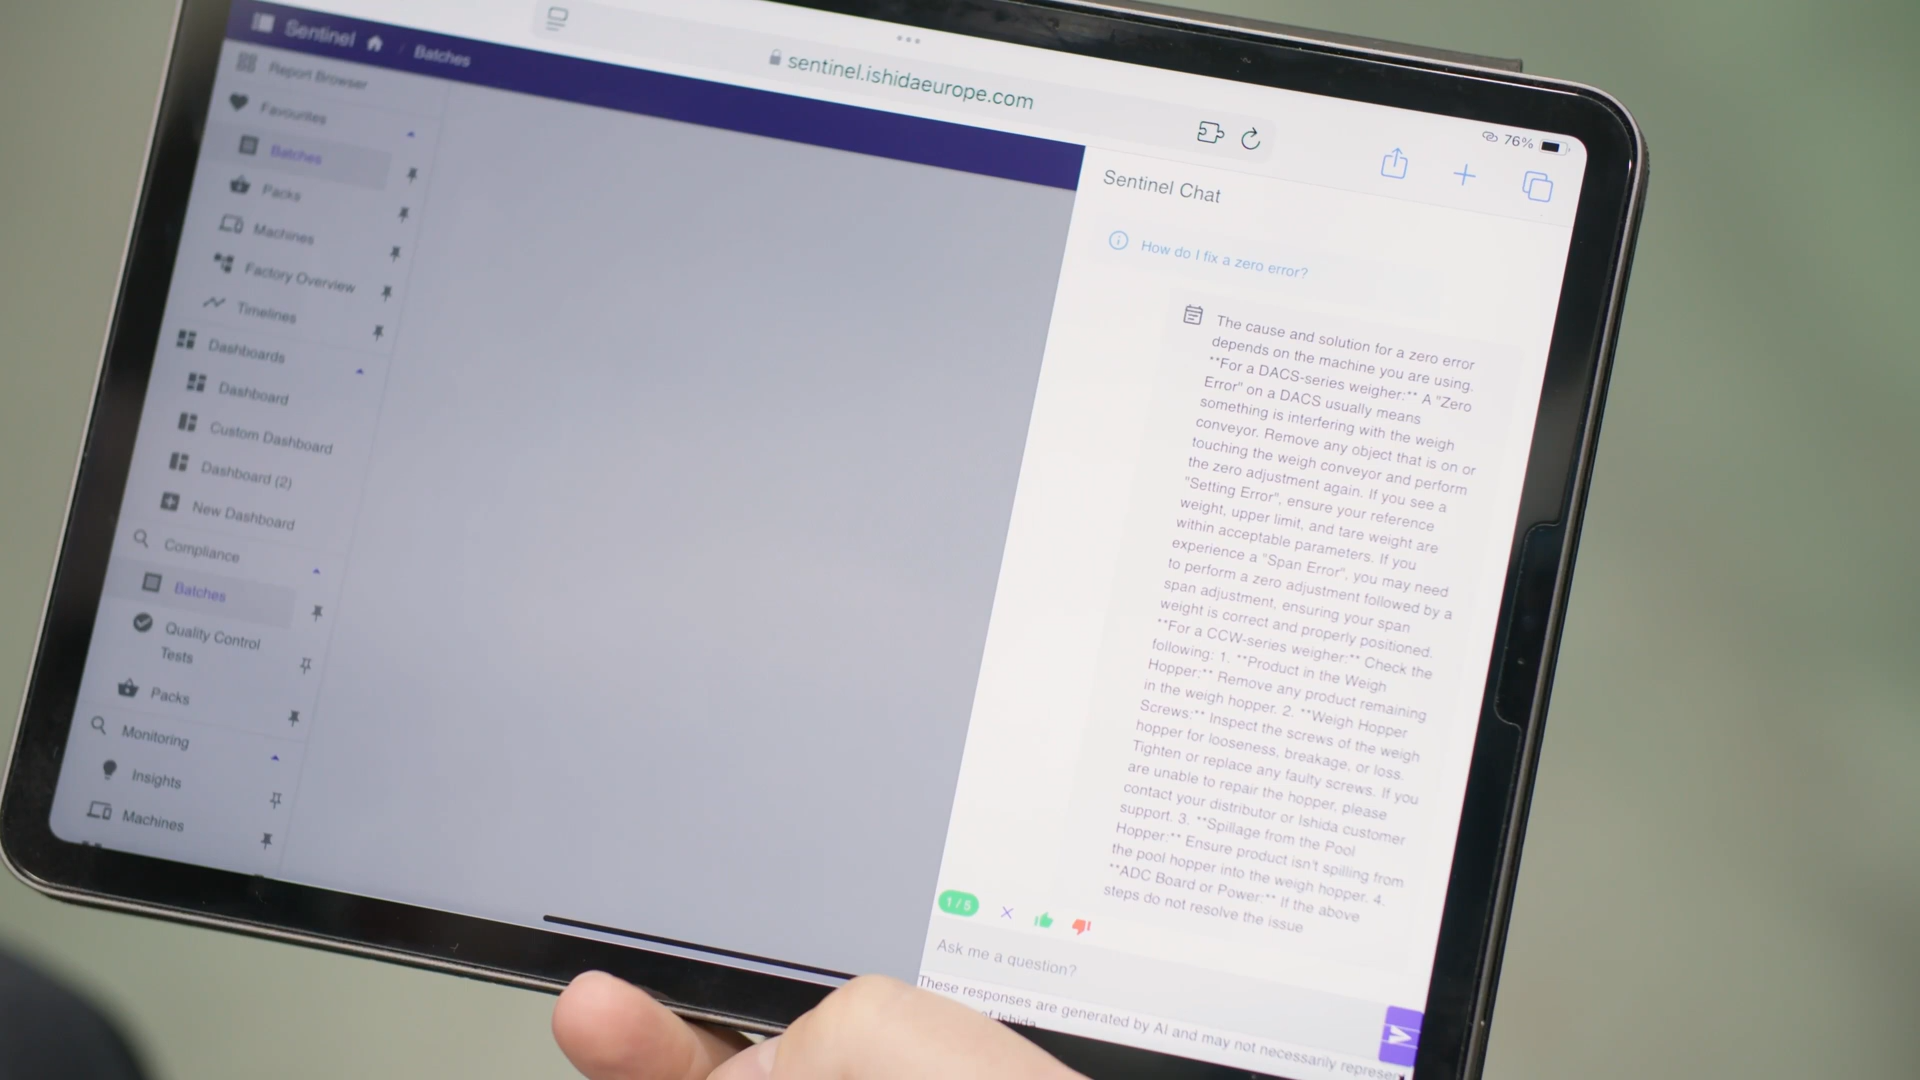 Sentinel
Batches
sentinel.ishidaeurope.com
76%
Report Browser
Favourites
Batches
Packs
Machines
Factory Overview
Timelines
Dashboards
Dashboard
Custom Dashboard
Dashboard (2)
New Dashboard
Compliance
Batches
Quality Control
Tests
Packs
Monitoring
Insights
Machines
Sentinel Chat
How do I fix a zero error?
The cause and solution for a zero error
depends on the machine you are using.
**For a DACS-series weigher:** A "Zero
Error" on a DACS usually means
something is interfering with the weigh
conveyor. Remove any object that is on or
touching the weigh conveyor and perform
the zero adjustment again. If you see a
"Setting Error", ensure your reference
weight, upper limit, and tare weight are
within acceptable parameters. If you
experience a "Span Error", you may need
to perform a zero adjustment followed by a
span adjustment, ensuring your span
weight is correct and properly positioned.
**For a CCW-series weigher:** Check the
following: 1. **Product in the Weigh
Hopper:** Remove any product remaining
in the weigh hopper. 2. **Weigh Hopper
Screws:** Inspect the screws of the weigh
hopper for looseness, breakage, or loss.
Tighten or replace any faulty screws. If you
are unable to repair the hopper, please
contact your distributor or Ishida customer
support. 3. **Spillage from the Pool
Hopper:** Ensure product isn't spilling from
the pool hopper into the weigh hopper. 4.
**ADC Board or Power:** If the above
steps do not resolve the issue
1 / 5
Ask me a question?
These responses are generated by AI and may not necessarily represent
of Ishida